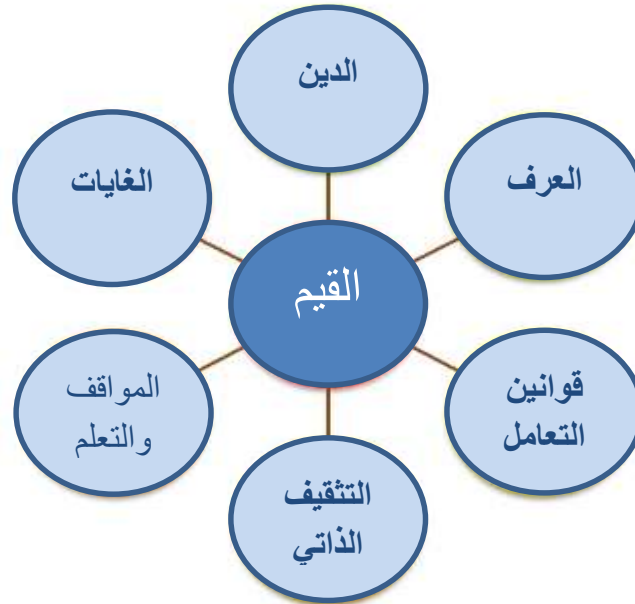 الدين
العرف
الغايات
القيم
قوانين
التعامل
المواقف
والتعلم
التثقيف
الذاتي